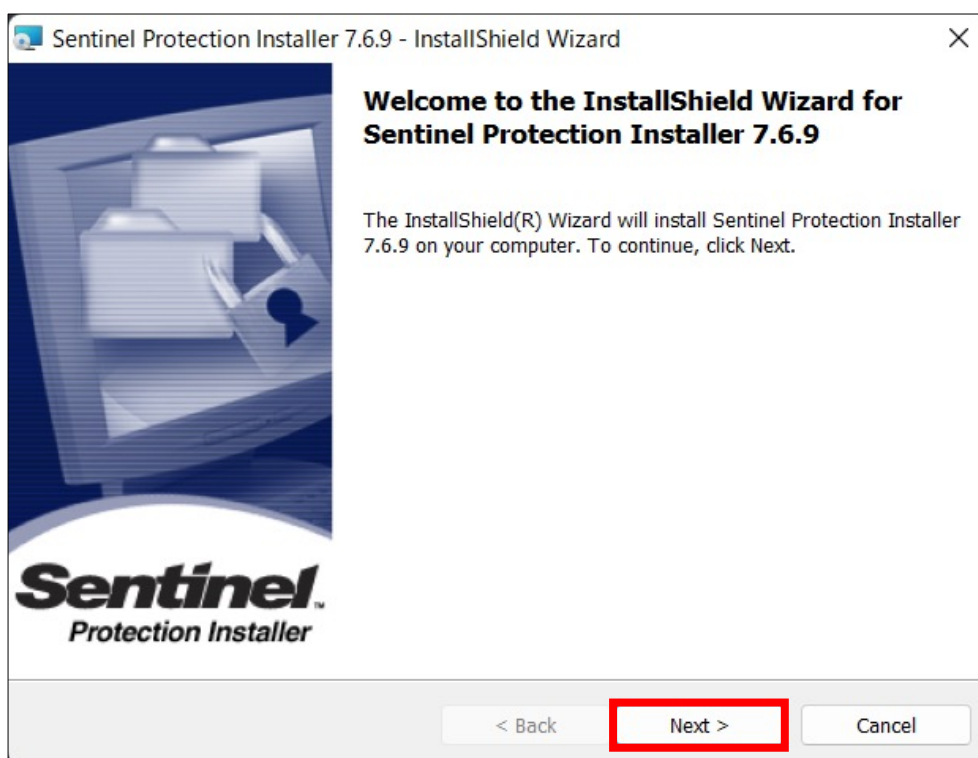 Sentinel Protection Installer 7.6.9 - InstallShield Wizard
Welcome to the InstallShield Wizard for
Sentinel Protection Installer 7.6.9
The InstallShield(R) Wizard will install Sentinel Protection Installer
7.6.9 on your computer. To continue, click Next.
Sentinel™
Protection Installer
< Back
Next >
Cancel